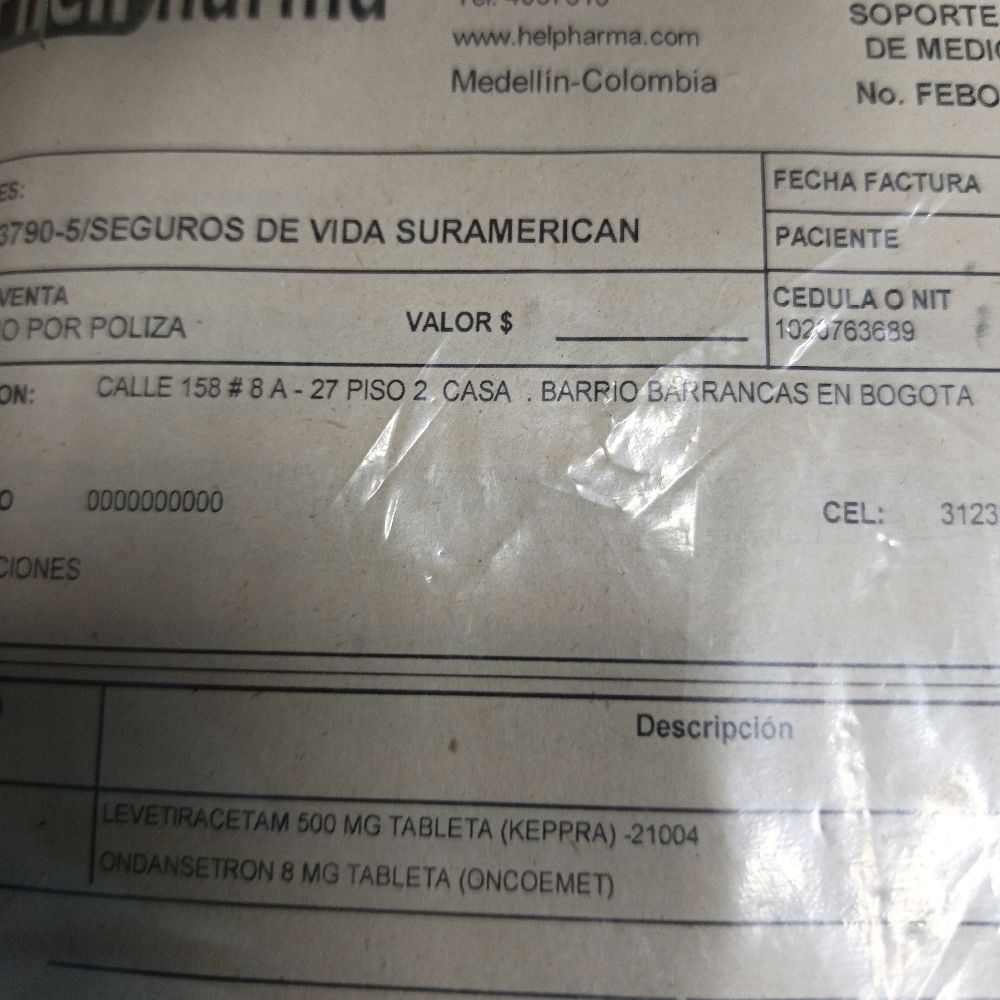 www.helpharma.com
Medellín-Colombia
SOPORTE
DE MEDIC
No. FEBO
ES:
3790-5/SEGUROS DE VIDA SURAMERICAN
FECHA FACTURA
PACIENTE
VENTA
O POR POLIZA
VALOR $
CEDULA O NIT
1020763689
ON:
CALLE 158 # 8 A - 27 PISO 2. CASA . BARRIO BARRANCAS EN BOGOTA
O 0000000000
CEL: 3123
CIONES
Descripción
LEVETIRACETAM 500 MG TABLETA (KEPPRA) -21004
ONDANSETRON 8 MG TABLETA (ONCOEMET)